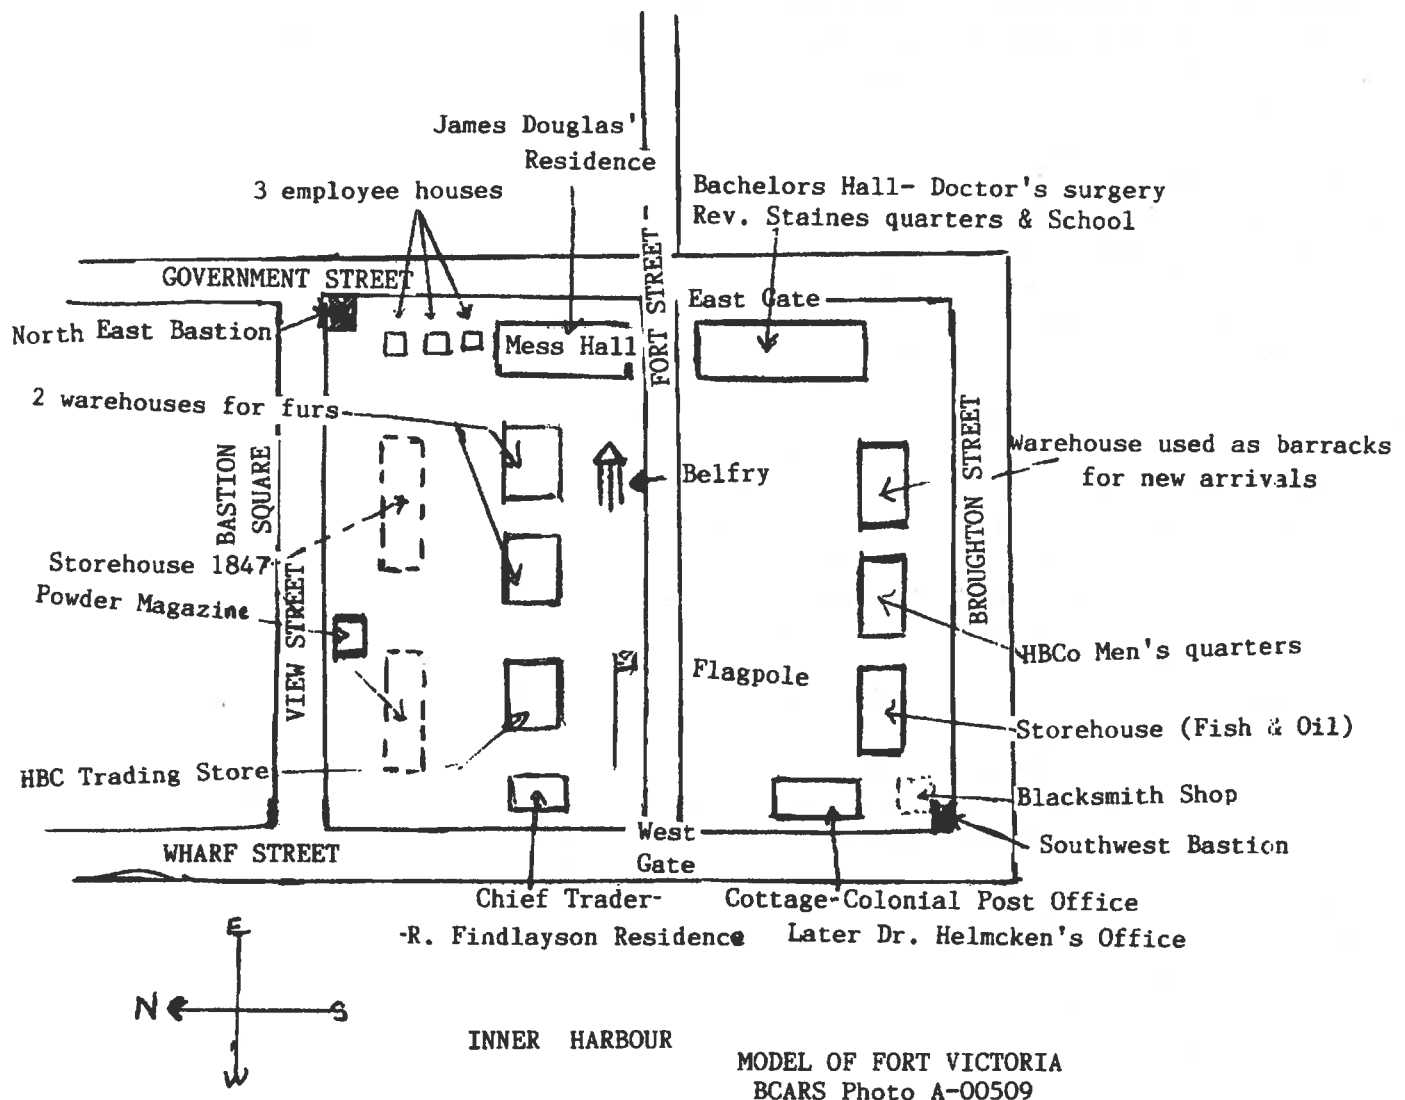 James Douglas'
Residence
3 employee houses
Bachelors Hall- Doctor's surgery
Rev. Staines quarters & School
GOVERNMENT STREET
FORT STREET
East Gate
North East Bastion
Mess Hall
2 warehouses for furs
BASTION
SQUARE
Belfry
BROUGHTON STREET
Warehouse used as barracks
for new arrivals
Storehouse 1847
Powder Magazine
VIEW STREET
Flagpole
HBCo Men's quarters
Storehouse (Fish & Oil)
HBC Trading Store
Blacksmith Shop
Southwest Bastion
West
Gate
WHARF STREET
Chief Trader-
-R. Findlayson Residence
Cottage-Colonial Post Office
Later Dr. Helmcken's Office
E
N
S
W
INNER HARBOUR
MODEL OF FORT VICTORIA
BCARS Photo A-00509